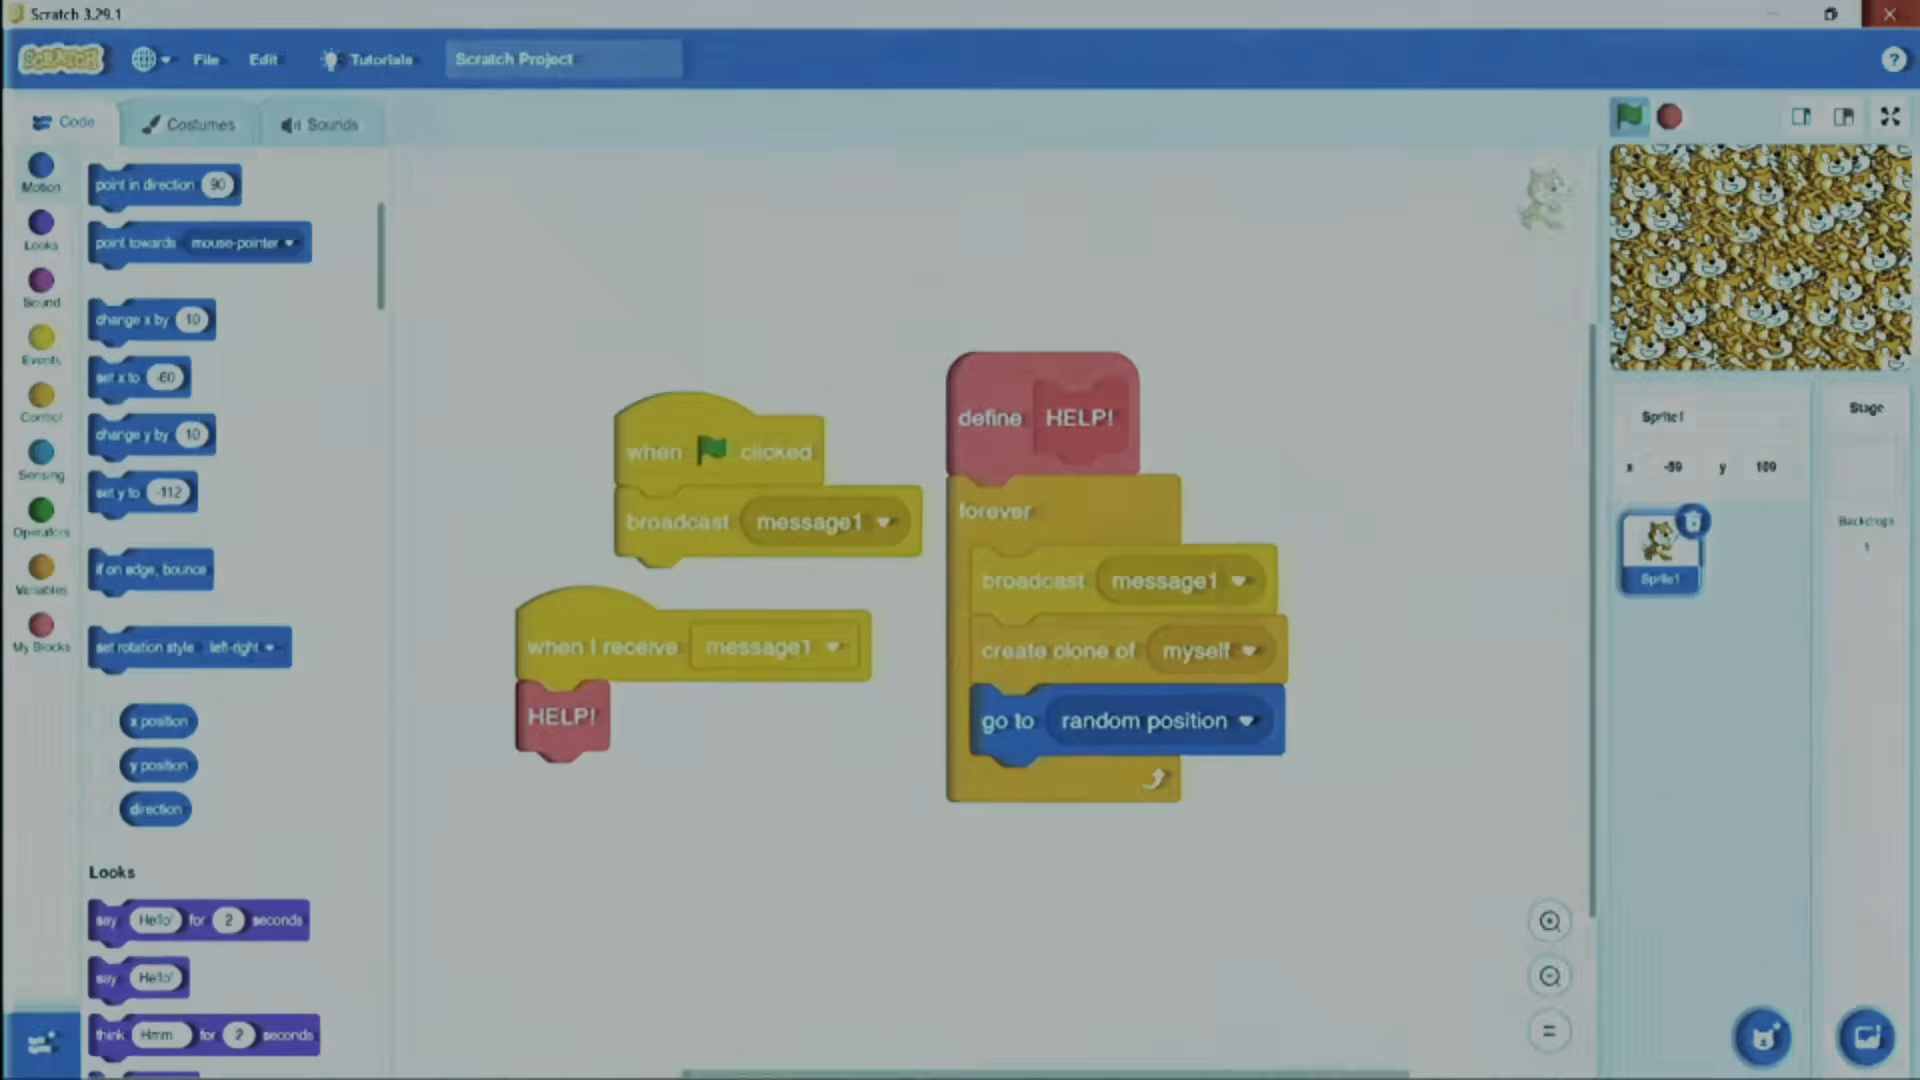 Scratch 3.29.1
SCRATCH File Edit Tutorials Scratch Project ?
Code Costumes Sounds
Motion
Looks
Sound
Events
Control
Sensing
Operators
Variables
My Blocks
point in direction 90
point towards mouse-pointer
change x by 10
set x to -60
change y by 10
set y to -112
if on edge, bounce
set rotation style left-right
x position
y position
direction
Looks
say Hello! for 2 seconds
say Hello!
think Hmm for 2 seconds
when clicked
broadcast message1
when I receive message1
HELP!
define HELP!
forever
broadcast message1
create clone of myself
go to random position
Sprite1
x -59 y 109
Sprite1
Stage
Backdrops
1